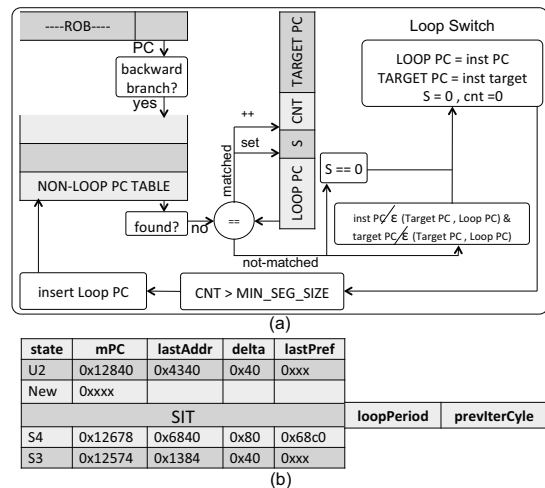 ----ROB----
Loop Switch
PC
backward
branch?
yes
NON-LOOP PC TABLE
found?
no
==
matched
++
set
TARGET PC
CNT
S
LOOP PC
not-matched
S == 0
LOOP PC = inst PC
TARGET PC = inst target
S = 0 , cnt =0
inst PC ɛ̸ (Target PC , Loop PC) &
target PC ɛ̸ (Target PC , Loop PC)
CNT > MIN_SEG_SIZE
insert Loop PC
(a)
state mPC lastAddr delta lastPref
U2 0x12840 0x4340 0x40 0xxx
New 0xxxx
SIT loopPeriod prevIterCyle
S4 0x12678 0x6840 0x80 0x68c0
S3 0x12574 0x1384 0x40 0xxx
(b)